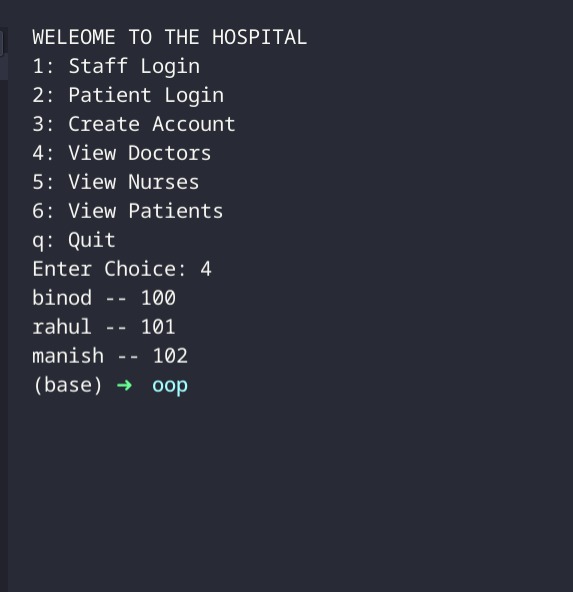 WELEOME TO THE HOSPITAL
1: Staff Login
2: Patient Login
3: Create Account
4: View Doctors
5: View Nurses
6: View Patients
q: Quit
Enter Choice: 4
binod -- 100
rahul -- 101
manish -- 102
(base) ➜ oop